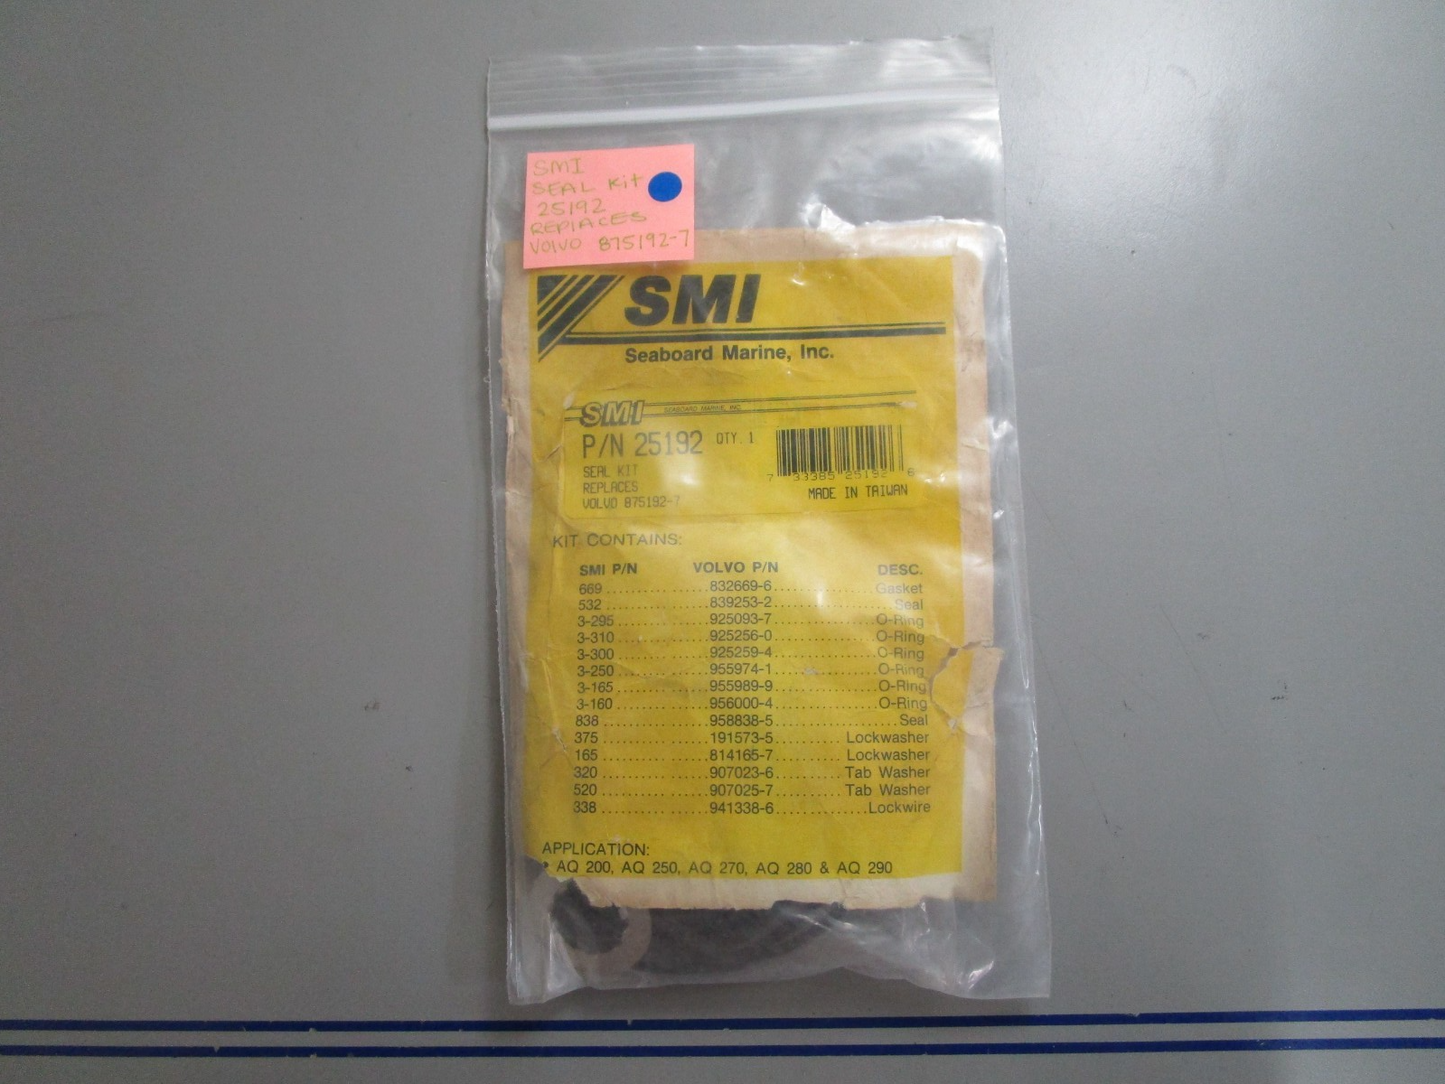 SMI
SEAL Kit
25192
REPLACES
VOLVO 875192-7
SMI
Seaboard Marine, Inc.
SMI SEABOARD MARINE, INC.
P/N 25192 QTY. 1
SEAL KIT
REPLACES
VOLVO 875192-7
7 33385 25192 6
MADE IN TAIWAN
KIT CONTAINS:
SMI P/N VOLVO P/N DESC.
669 ........ 832669-6 ........ Gasket
532 ........ 839253-2 ........ Seal
3-295 ........ 925093-7 ........ O-Ring
3-310 ........ 925256-0 ........ O-Ring
3-300 ........ 925259-4 ........ O-Ring
3-250 ........ 955974-1 ........ O-Ring
3-165 ........ 955989-9 ........ O-Ring
3-160 ........ 956000-4 ........ O-Ring
838 ........ 958838-5 ........ Seal
375 ........ 191573-5 ........ Lockwasher
165 ........ 814165-7 ........ Lockwasher
320 ........ 907023-6 ........ Tab Washer
520 ........ 907025-7 ........ Tab Washer
338 ........ 941338-6 ........ Lockwire
APPLICATION:
• AQ 200, AQ 250, AQ 270, AQ 280 & AQ 290